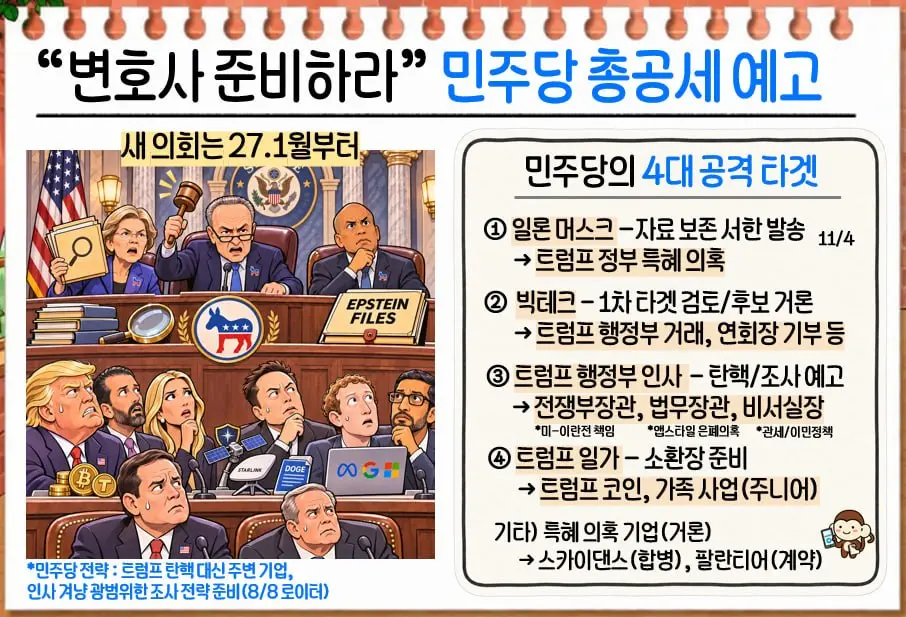 “변호사 준비하라” 민주당 총공세 예고
새 의회는 27.1월부터
EPSTEIN
FILES
STARLINK
DOGE
*민주당 전략 : 트럼프 탄핵 대신 주변 기업,
인사 겨냥 광범위한 조사 전략 준비(8/8 로이터)
민주당의 4대 공격 타겟
① 일론 머스크 – 자료 보존 서한 발송 11/4
→ 트럼프 정부 특혜 의혹
② 빅테크 – 1차 타겟 검토/후보 거론
→ 트럼프 행정부 거래, 연회장 기부 등
③ 트럼프 행정부 인사 – 탄핵/조사 예고
→ 전쟁부장관, 법무장관, 비서실장
*미-이란전 책임 *앱스타일 은폐의혹 *관세/이민정책
④ 트럼프 일가 – 소환장 준비
→ 트럼프 코인, 가족 사업(주니어)
기타) 특혜 의혹 기업(거론)
→ 스카이댄스(합병), 팔란티어(계약)